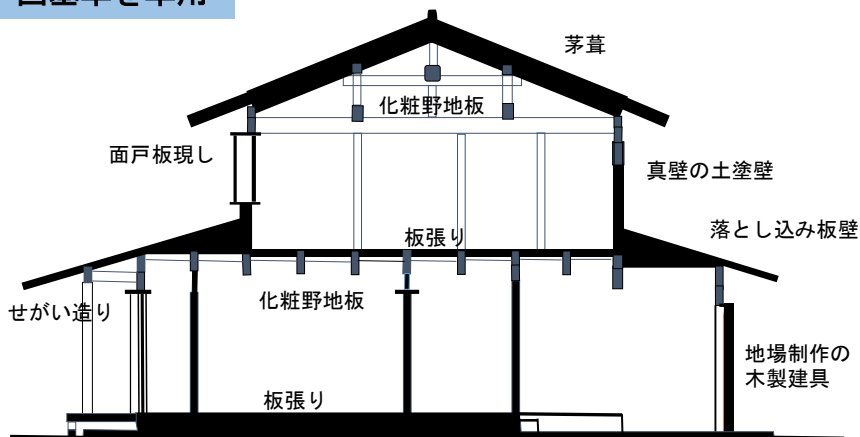 茅葺
化粧野地板
面戸板現し
真壁の土塗壁
落とし込み板壁
板張り
せがい造り
化粧野地板
地場制作の
木製建具
板張り